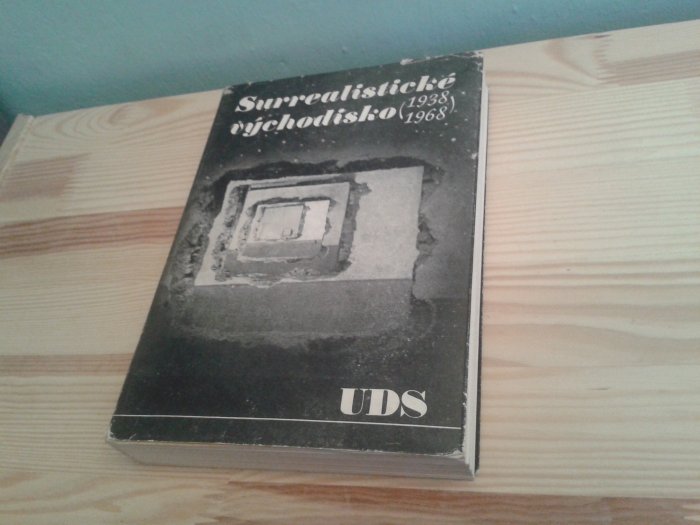 Surrealistické
východisko (1938
1968)
UDS